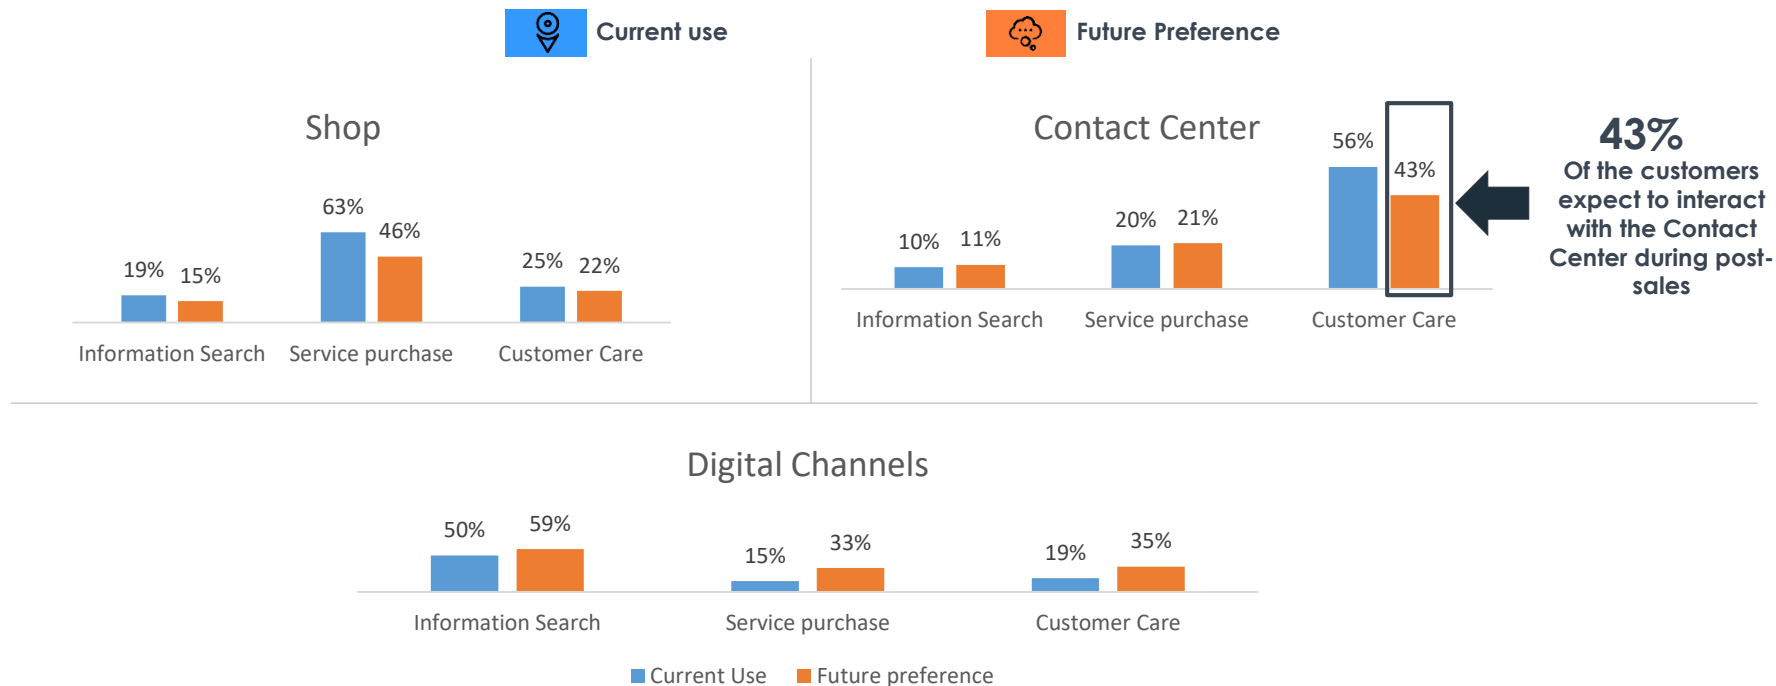 Current use
Future Preference
Shop
63%
46%
19%
15%
25%
22%
Information Search
Service purchase
Customer Care
Contact Center
56%
43%
20%
21%
10%
11%
Information Search
Service purchase
Customer Care
43%
Of the customers
expect to interact
with the Contact
Center during post-
sales
Digital Channels
50%
59%
15%
33%
19%
35%
Information Search
Service purchase
Customer Care
Current Use
Future preference